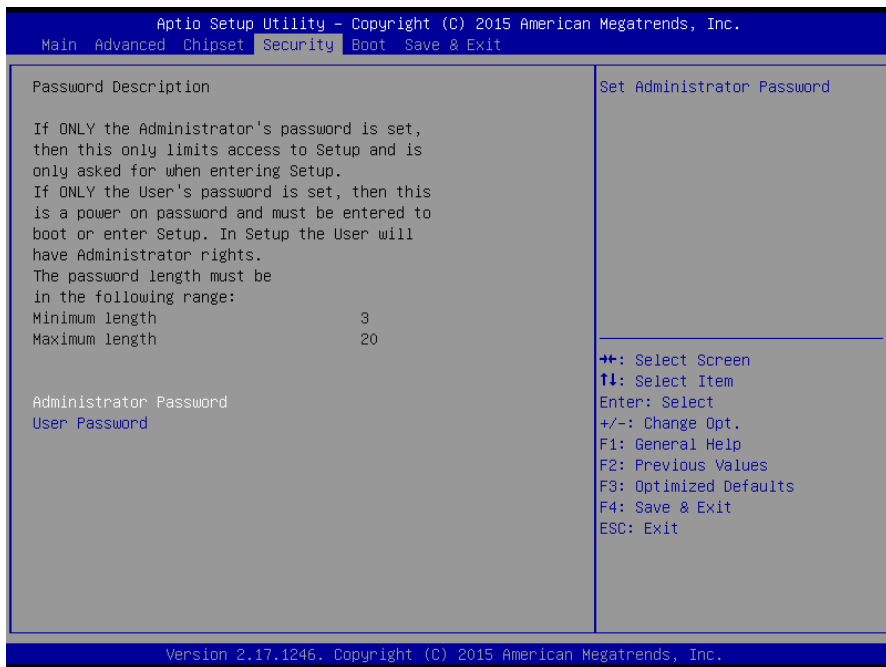 Aptio Setup Utility – Copyright (C) 2015 American Megatrends, Inc.
Main Advanced Chipset Security Boot Save & Exit
Password Description
If ONLY the Administrator's password is set,
then this only limits access to Setup and is
only asked for when entering Setup.
If ONLY the User's password is set, then this
is a power on password and must be entered to
boot or enter Setup. In Setup the User will
have Administrator rights.
The password length must be
in the following range:
Minimum length 3
Maximum length 20
Administrator Password
User Password
Set Administrator Password
→←: Select Screen
↑↓: Select Item
Enter: Select
+/-: Change Opt.
F1: General Help
F2: Previous Values
F3: Optimized Defaults
F4: Save & Exit
ESC: Exit
Version 2.17.1246. Copyright (C) 2015 American Megatrends, Inc.